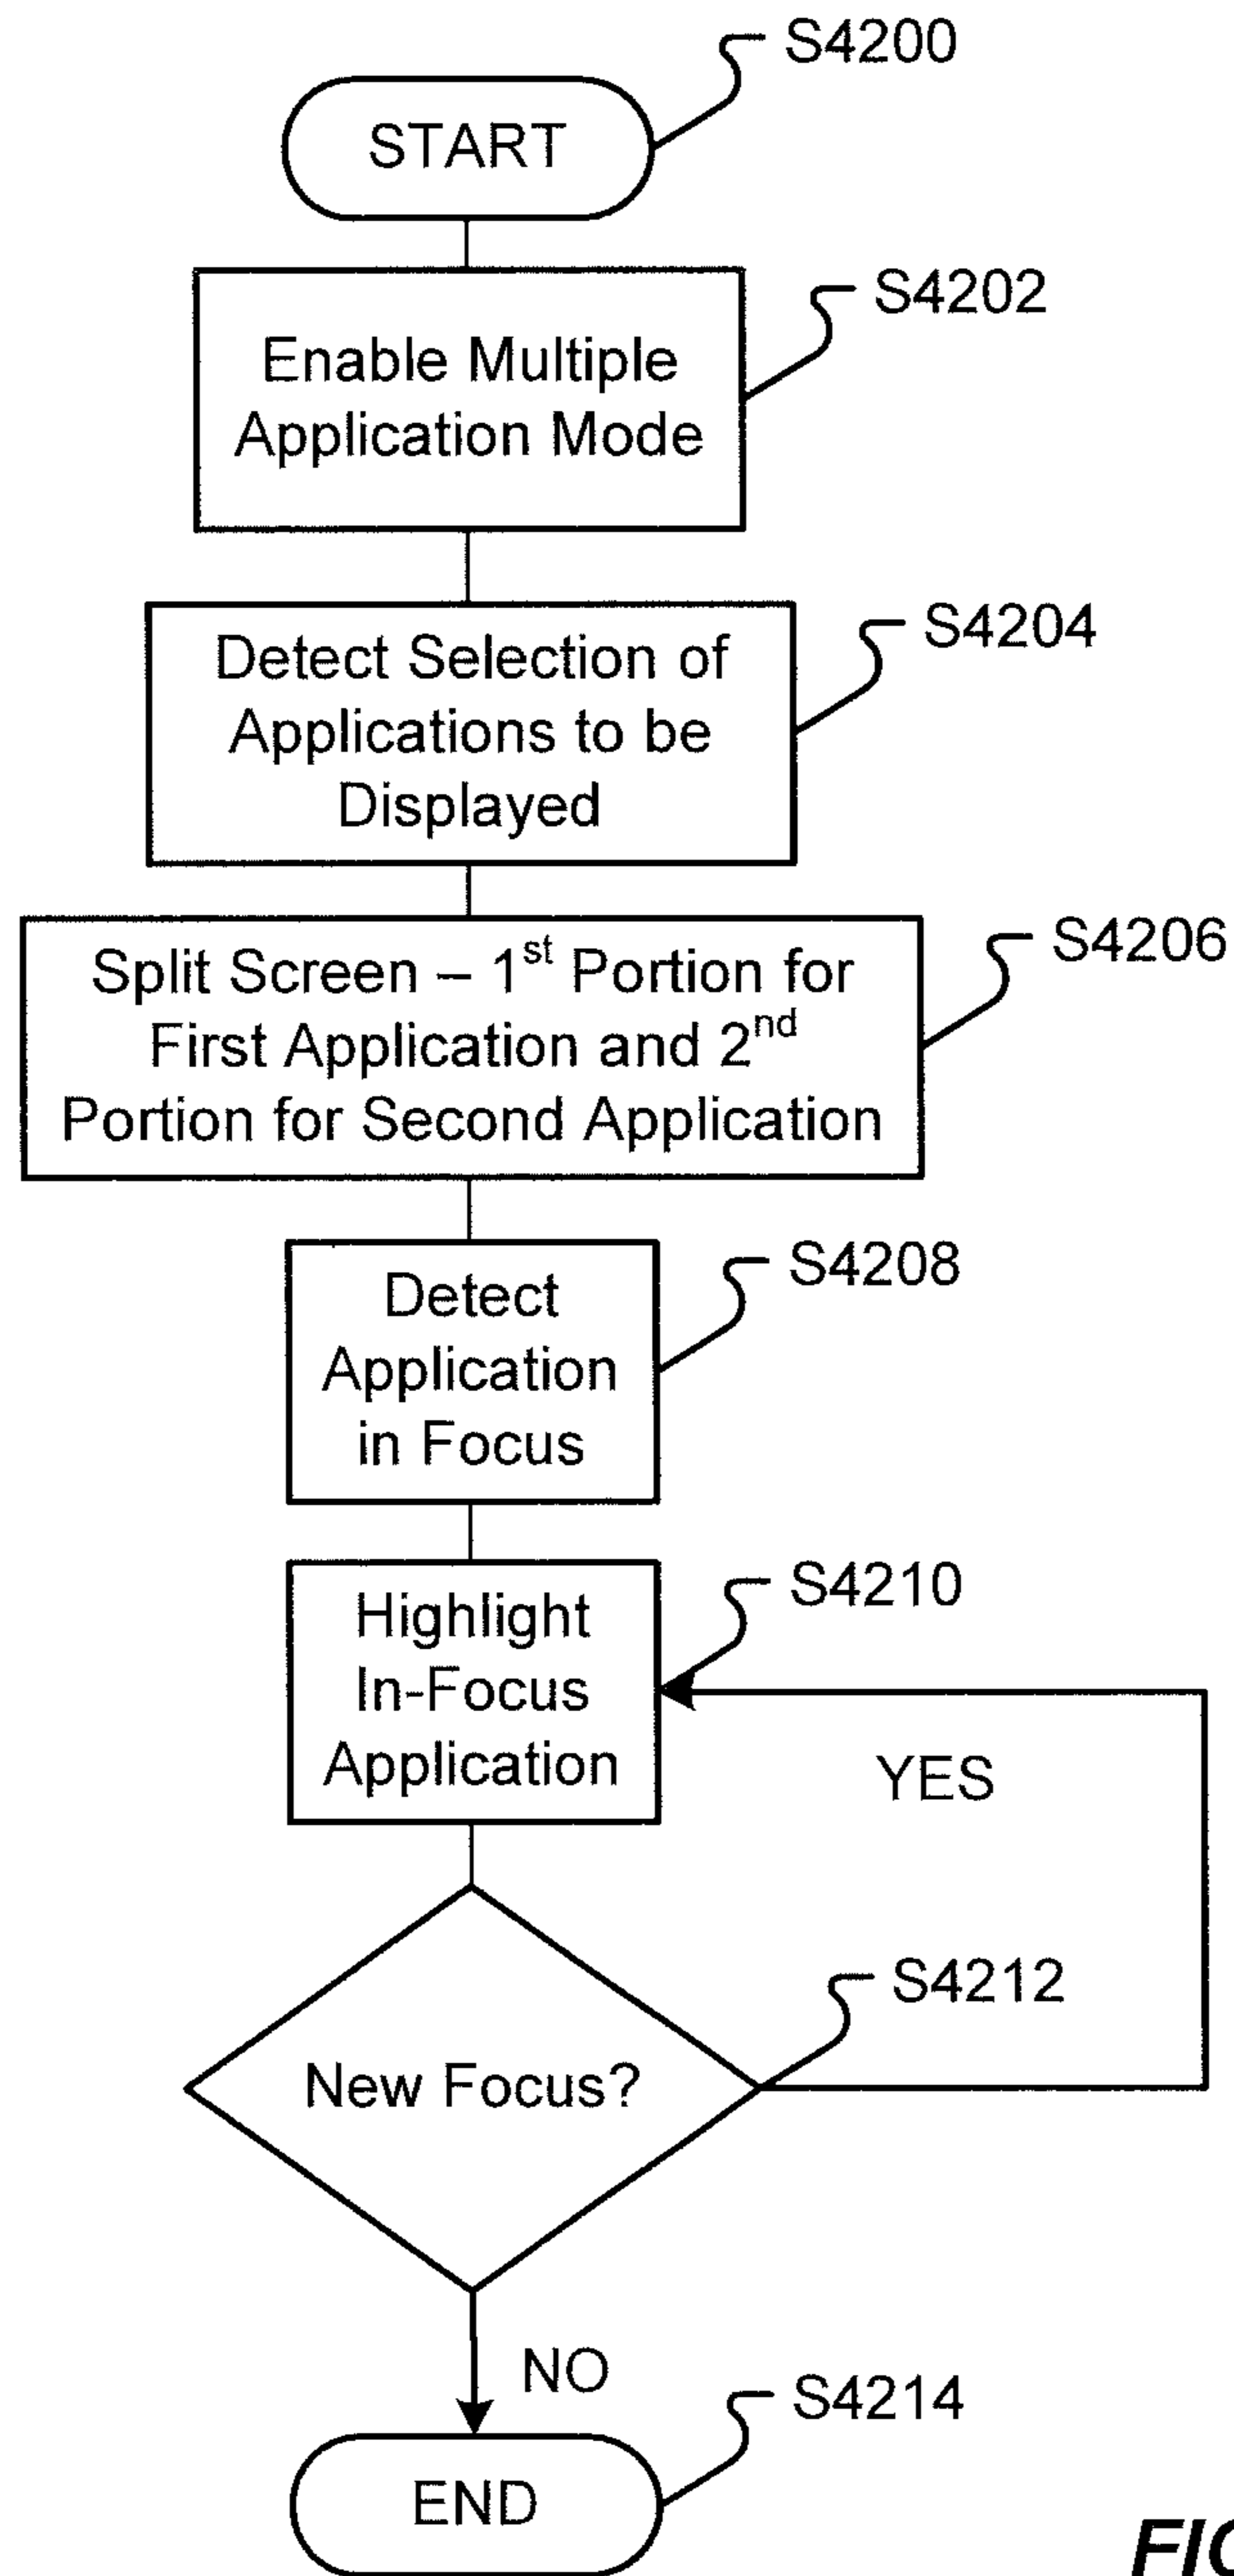 S4200
START
S4202
Enable Multiple
Application Mode
S4204
Detect Selection of
Applications to be
Displayed
S4206
Split Screen – 1st Portion for
First Application and 2nd
Portion for Second Application
S4208
Detect
Application
in Focus
S4210
Highlight
In-Focus
Application
YES
S4212
New Focus?
NO
S4214
END